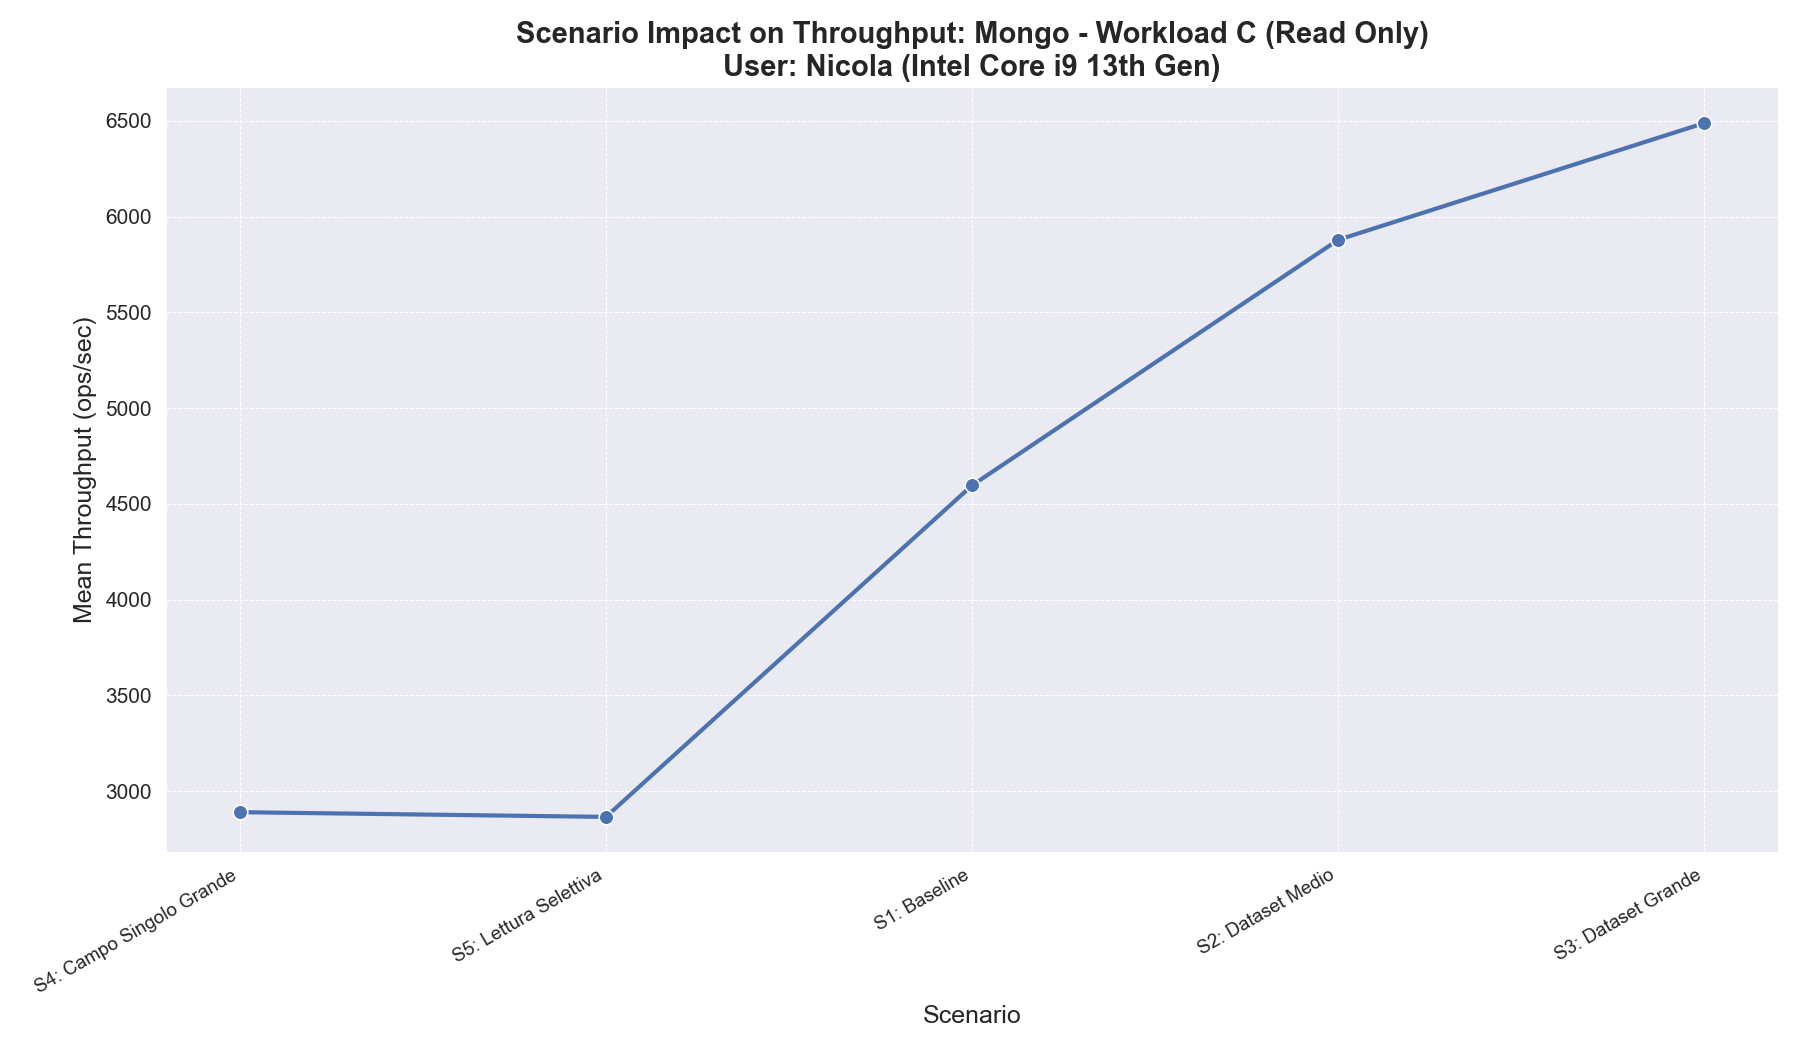 Scenario Impact on Throughput: Mongo - Workload C (Read Only)
User: Nicola (Intel Core i9 13th Gen)
Mean Throughput (ops/sec)
6500
6000
5500
5000
4500
4000
3500
3000
S4: Campo Singolo Grande
S5: Lettura Selettiva
S1: Baseline
S2: Dataset Medio
S3: Dataset Grande
Scenario